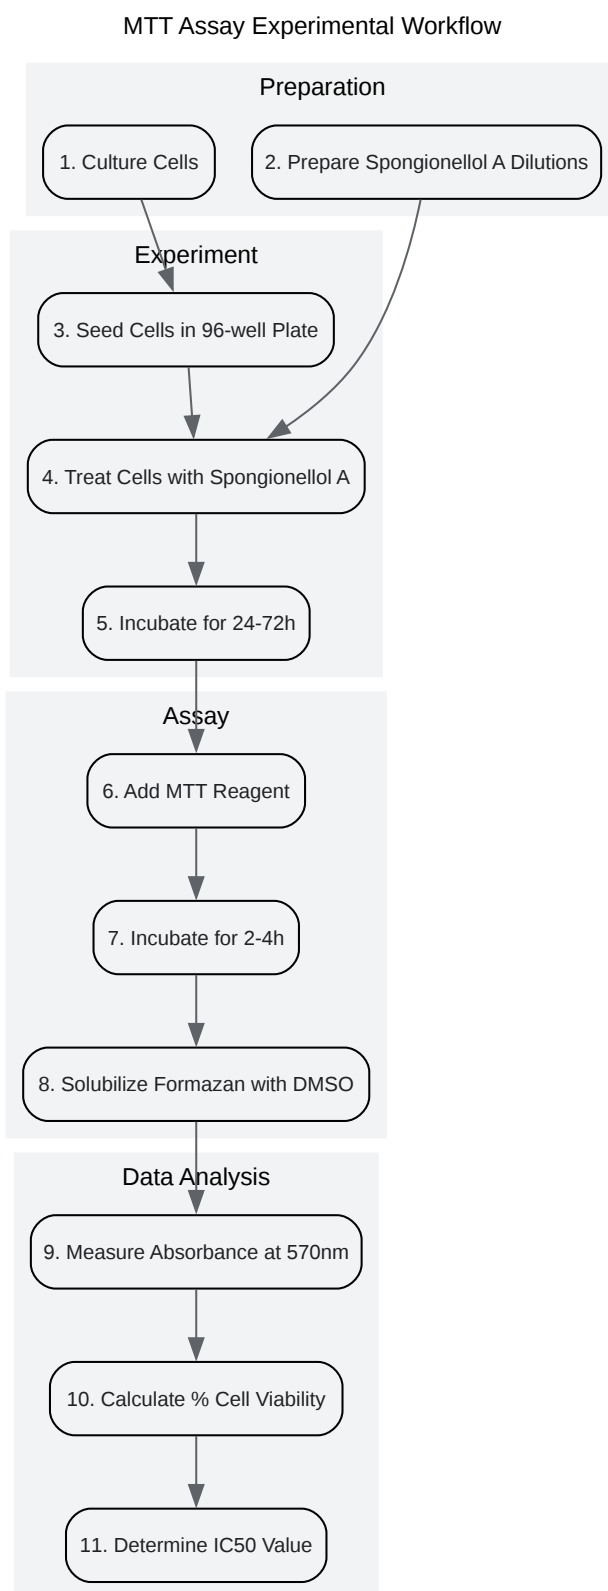 MTT Assay Experimental Workflow
Preparation
1. Culture Cells
2. Prepare Spongionellol A Dilutions
Experiment
3. Seed Cells in 96-well Plate
4. Treat Cells with Spongionellol A
5. Incubate for 24-72h
Assay
6. Add MTT Reagent
7. Incubate for 2-4h
8. Solubilize Formazan with DMSO
Data Analysis
9. Measure Absorbance at 570nm
10. Calculate % Cell Viability
11. Determine IC50 Value